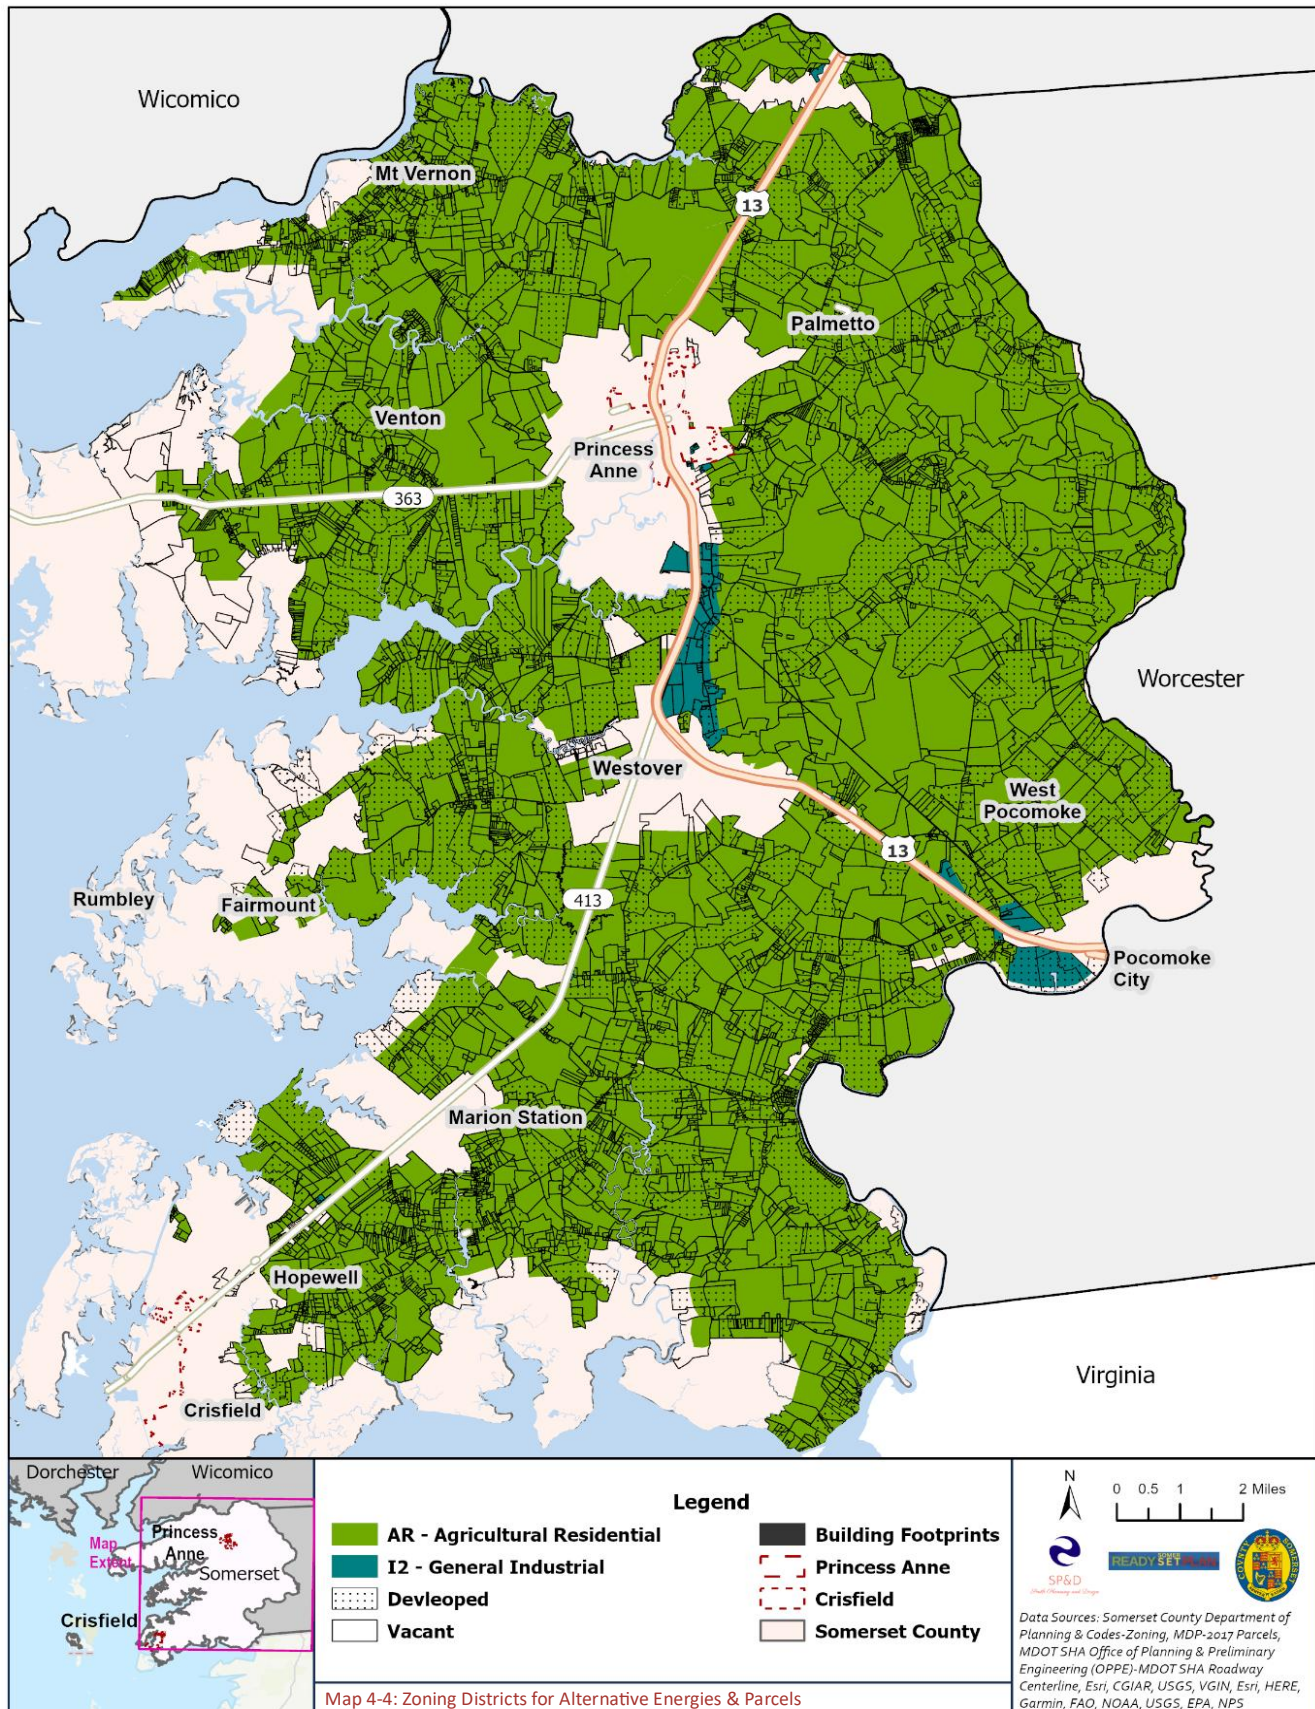 Wicomico
Mt Vernon
13
Palmetto
Venton
Princess
Anne
363
Worcester
Westover
West
Pocomoke
13
Rumbley
Fairmount
413
Pocomoke
City
Marion Station
Hopewell
Crisfield
Virginia
Dorchester
Wicomico
Princess
Anne
Map
Extent
Somerset
Crisfield
Legend
AR - Agricultural Residential
I2 - General Industrial
Devleoped
Vacant
Building Footprints
Princess Anne
Crisfield
Somerset County
Map 4-4: Zoning Districts for Alternative Energies & Parcels
N
0 0.5 1 2 Miles
SP&D
READY SOMER SET PLAN
COUNTY SOMERSET
Data Sources: Somerset County Department of
Planning & Codes-Zoning, MDP-2017 Parcels,
MDOT SHA Office of Planning & Preliminary
Engineering (OPPE)-MDOT SHA Roadway
Centerline, Esri, CGIAR, USGS, VGIN, Esri, HERE,
Garmin, FAO, NOAA, USGS, EPA, NPS